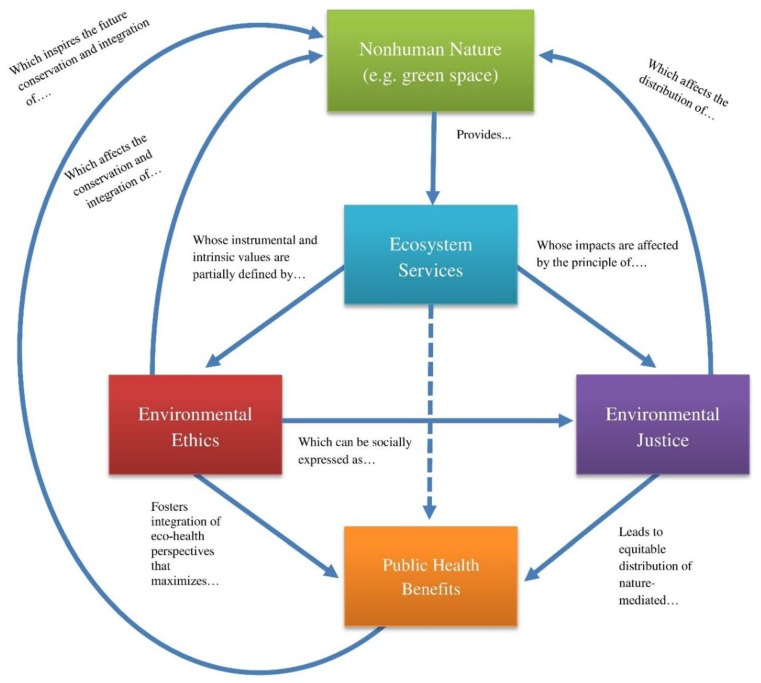 Which inspires the future
conservation and integration
of….
Nonhuman Nature
(e.g. green space)
Which affects the
distribution of…
Provides...
Which affects the
conservation and
integration of…
Whose instrumental and
intrinsic values are
partially defined by…
Ecosystem
Services
Whose impacts are affected
by the principle of….
Environmental
Ethics
Which can be socially
expressed as…
Environmental
Justice
Fosters
integration of
eco-health
perspectives
that
maximizes…
Public Health
Benefits
Leads to
equitable
distribution of
nature-
mediated…